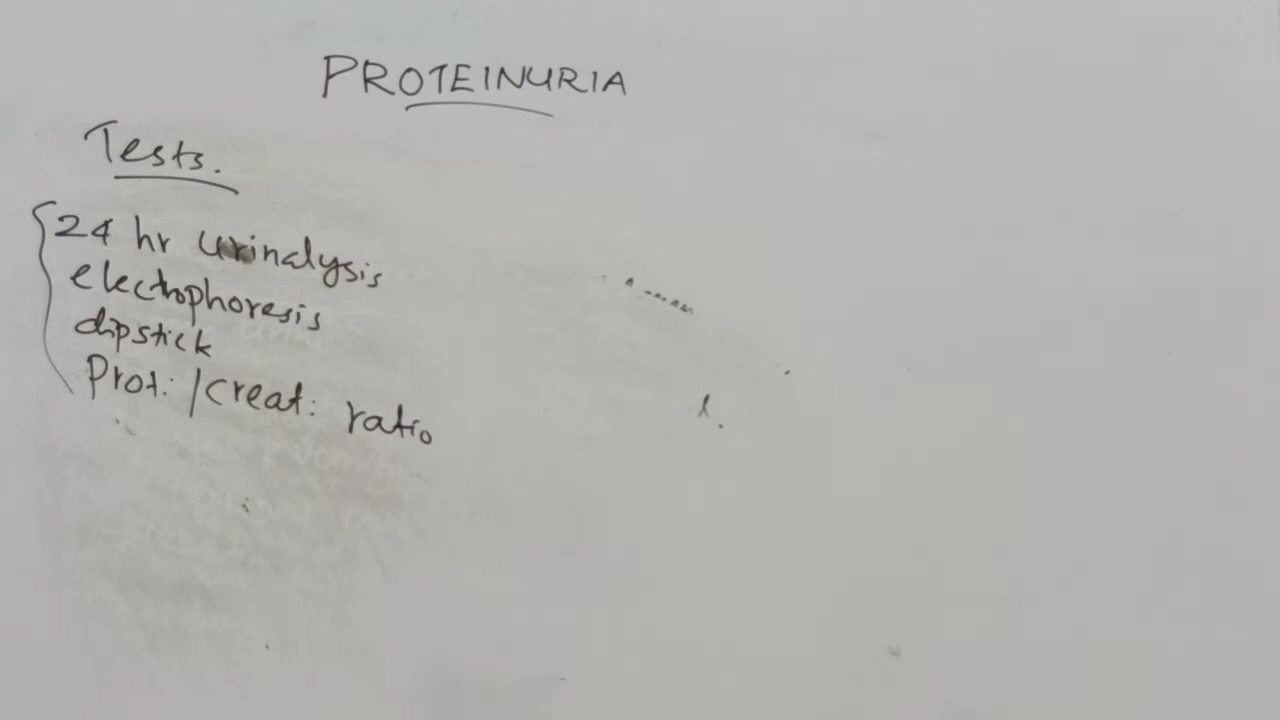 PROTEINURIA
Tests.
24 hr urinalysis
electrophoresis
dipstick
Prot: /creat: ratio